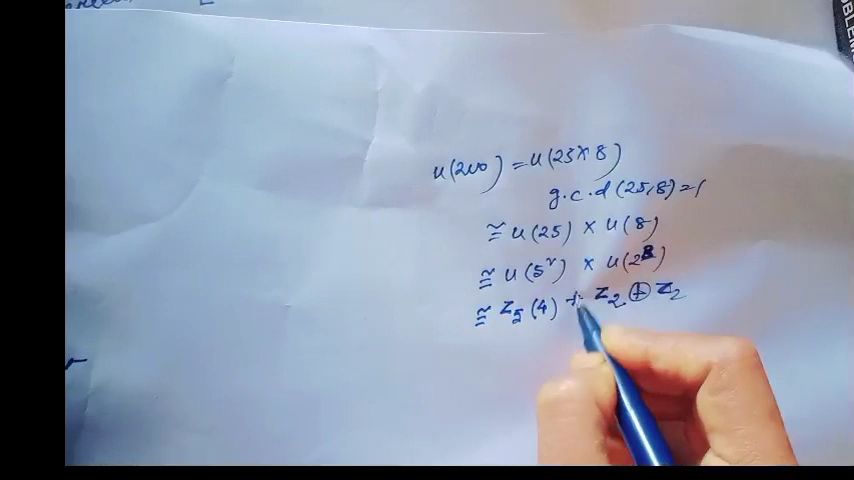 u(200) = u(25×8)
g.c.d (25,8) = 1
≅ u(25) × u(8)
≅ u(5²) × u(2³)
≅ Z₅(4) + Z₂ ⊕ Z₂